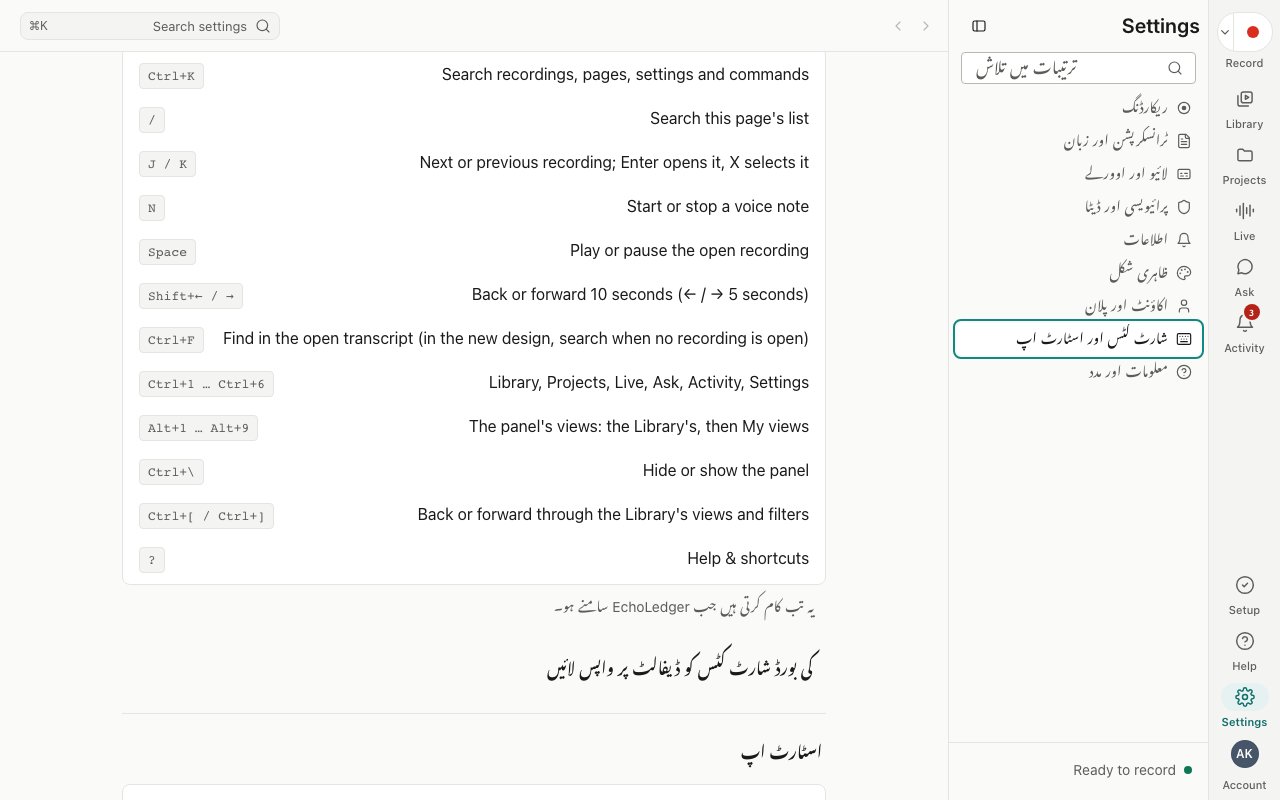 ⌘K
Search settings
Settings
ترتیبات میں تلاش
ریکارڈنگ
ٹرانسکرپشن اور زبان
لائیو اور اوورلے
پرائیویسی اور ڈیٹا
اطلاعات
ظاہری شکل
اکاؤنٹ اور پلان
شارٹ کٹس اور اسٹارٹ اپ
معلومات اور مدد
Ready to record
Record
Library
Projects
Live
Ask
3
Activity
Setup
Help
Settings
AK
Account
Search recordings, pages, settings and commands Ctrl+K
Search this page's list /
Next or previous recording; Enter opens it, X selects it J / K
Start or stop a voice note N
Play or pause the open recording Space
Back or forward 10 seconds (← / → 5 seconds) Shift+← / →
Find in the open transcript (in the new design, search when no recording is open) Ctrl+F
Library, Projects, Live, Ask, Activity, Settings Ctrl+1 … Ctrl+6
The panel's views: the Library's, then My views Alt+1 … Alt+9
Hide or show the panel Ctrl+\
Back or forward through the Library's views and filters Ctrl+[ / Ctrl+]
Help & shortcuts ?
یہ تب کام کرتی ہیں جب EchoLedger سامنے ہو۔
کی بورڈ شارٹ کٹس کو ڈیفالٹ پر واپس لائیں
اسٹارٹ اپ